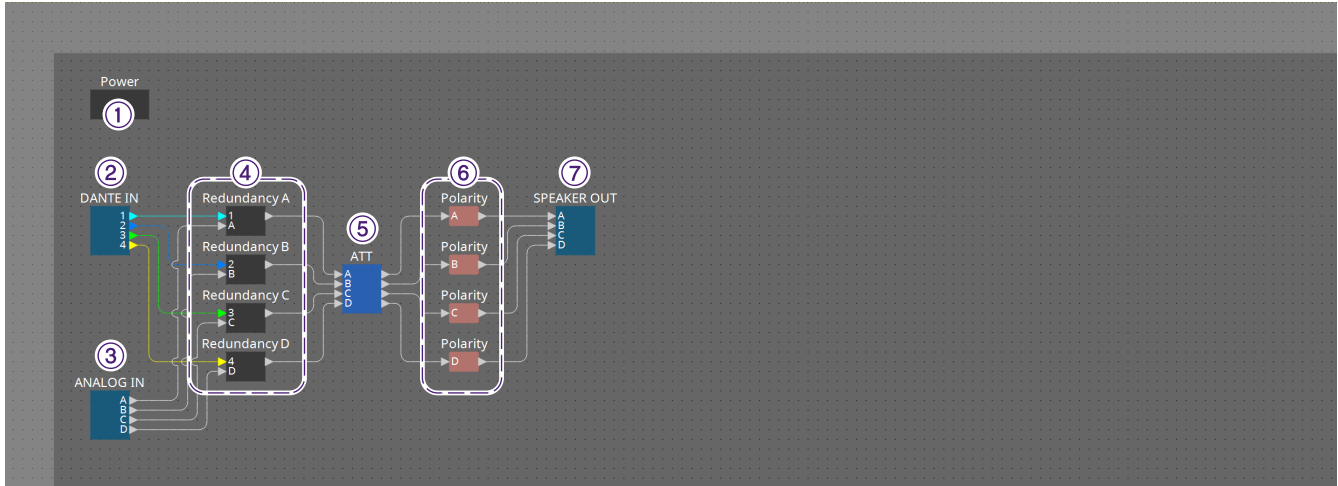 Power
①
②
DANTE IN
1
2
3
4
③
ANALOG IN
A
B
C
D
④
Redundancy A
1
A
Redundancy B
2
B
Redundancy C
3
C
Redundancy D
4
D
⑤
ATT
A
B
C
D
⑥
Polarity
A
Polarity
B
Polarity
C
Polarity
D
⑦
SPEAKER OUT
A
B
C
D